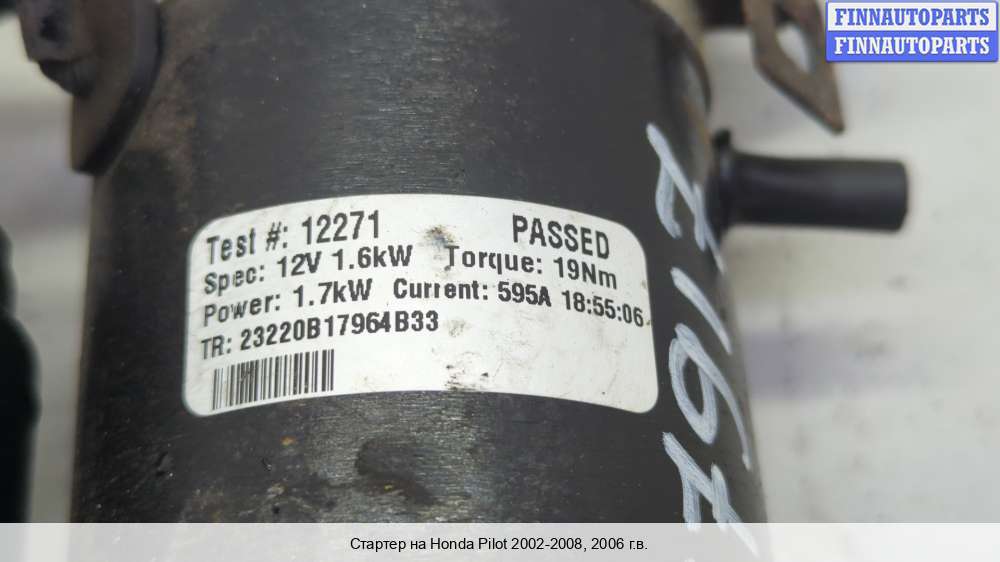 FINNAUTOPARTS
FINNAUTOPARTS
Test #: 12271 PASSED
Spec: 12V 1.6kW Torque: 19Nm
Power: 1.7kW Current: 595A 18:55:06
TR: 23220B17964B33
Стартер на Honda Pilot 2002-2008, 2006 г.в.